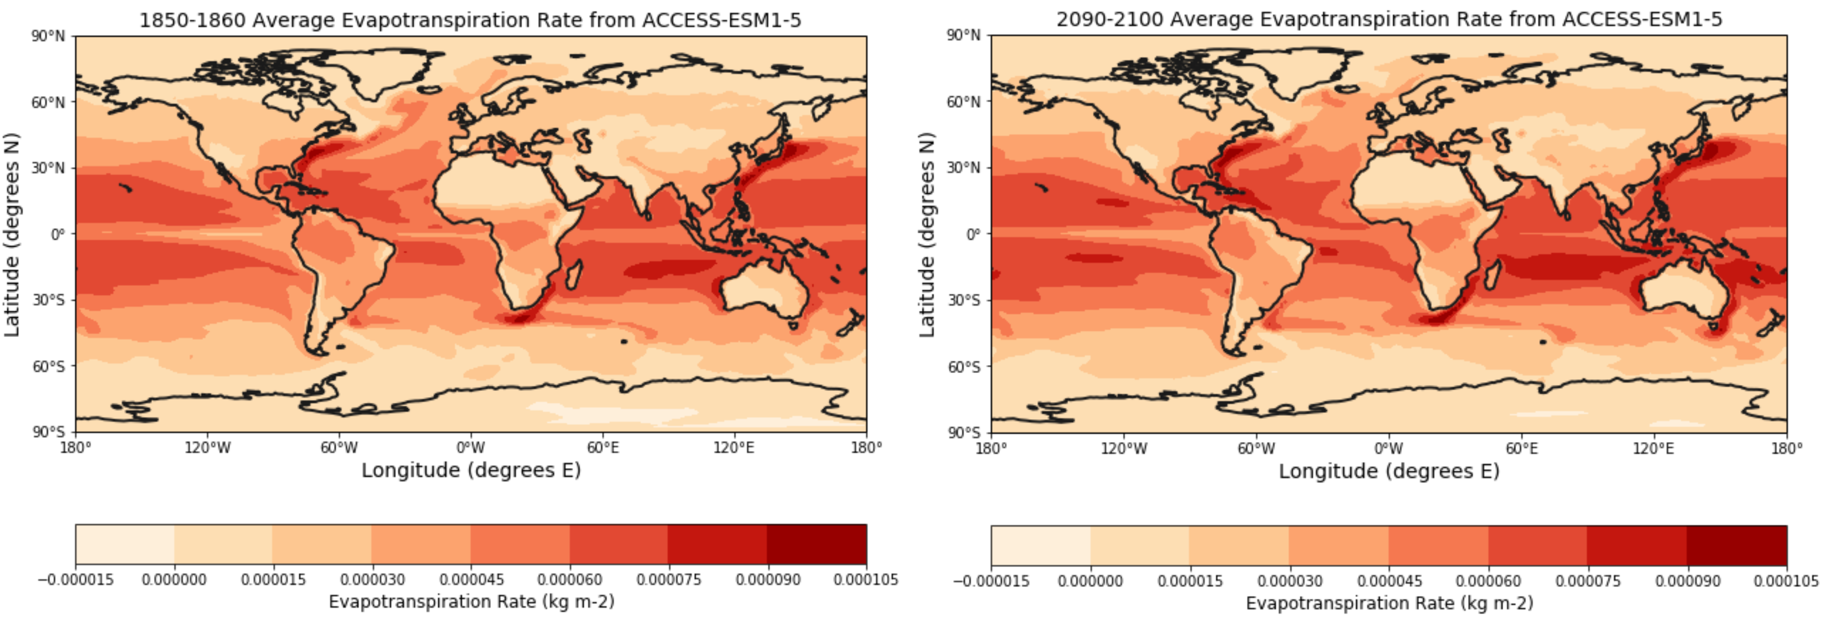 1850-1860 Average Evapotranspiration Rate from ACCESS-ESM1-5
90°N
60°N
30°N
0°
30°S
60°S
90°S
Latitude (degrees N)
180° 120°W 60°W 0°W 60°E 120°E 180°
Longitude (degrees E)
−0.000015 0.000000 0.000015 0.000030 0.000045 0.000060 0.000075 0.000090 0.000105
Evapotranspiration Rate (kg m-2)
2090-2100 Average Evapotranspiration Rate from ACCESS-ESM1-5
90°N
60°N
30°N
0°
30°S
60°S
90°S
Latitude (degrees N)
180° 120°W 60°W 0°W 60°E 120°E 180°
Longitude (degrees E)
−0.000015 0.000000 0.000015 0.000030 0.000045 0.000060 0.000075 0.000090 0.000105
Evapotranspiration Rate (kg m-2)